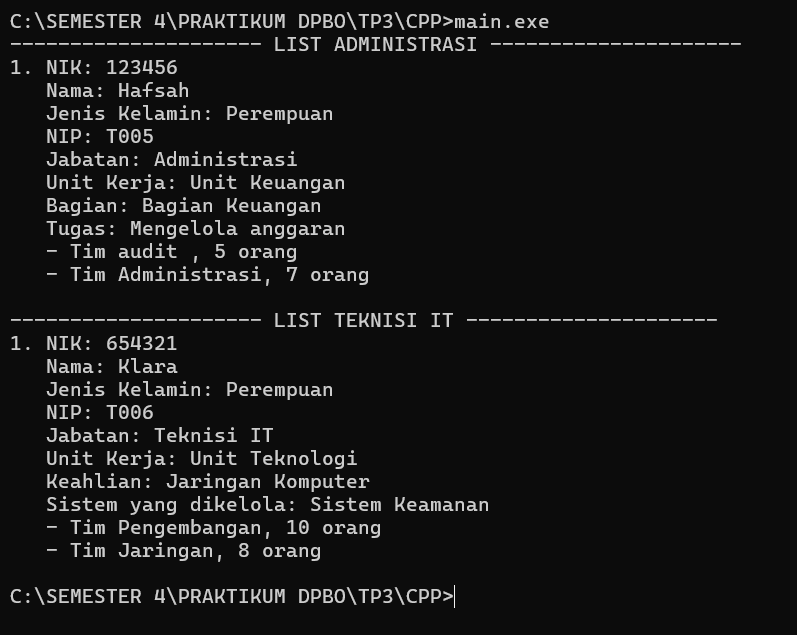 C:\SEMESTER 4\PRAKTIKUM DPBO\TP3\CPP>main.exe
--------------------- LIST ADMINISTRASI ---------------------
1. NIK: 123456
   Nama: Hafsah
   Jenis Kelamin: Perempuan
   NIP: T005
   Jabatan: Administrasi
   Unit Kerja: Unit Keuangan
   Bagian: Bagian Keuangan
   Tugas: Mengelola anggaran
   - Tim audit , 5 orang
   - Tim Administrasi, 7 orang

--------------------- LIST TEKNISI IT ---------------------
1. NIK: 654321
   Nama: Klara
   Jenis Kelamin: Perempuan
   NIP: T006
   Jabatan: Teknisi IT
   Unit Kerja: Unit Teknologi
   Keahlian: Jaringan Komputer
   Sistem yang dikelola: Sistem Keamanan
   - Tim Pengembangan, 10 orang
   - Tim Jaringan, 8 orang

C:\SEMESTER 4\PRAKTIKUM DPBO\TP3\CPP>